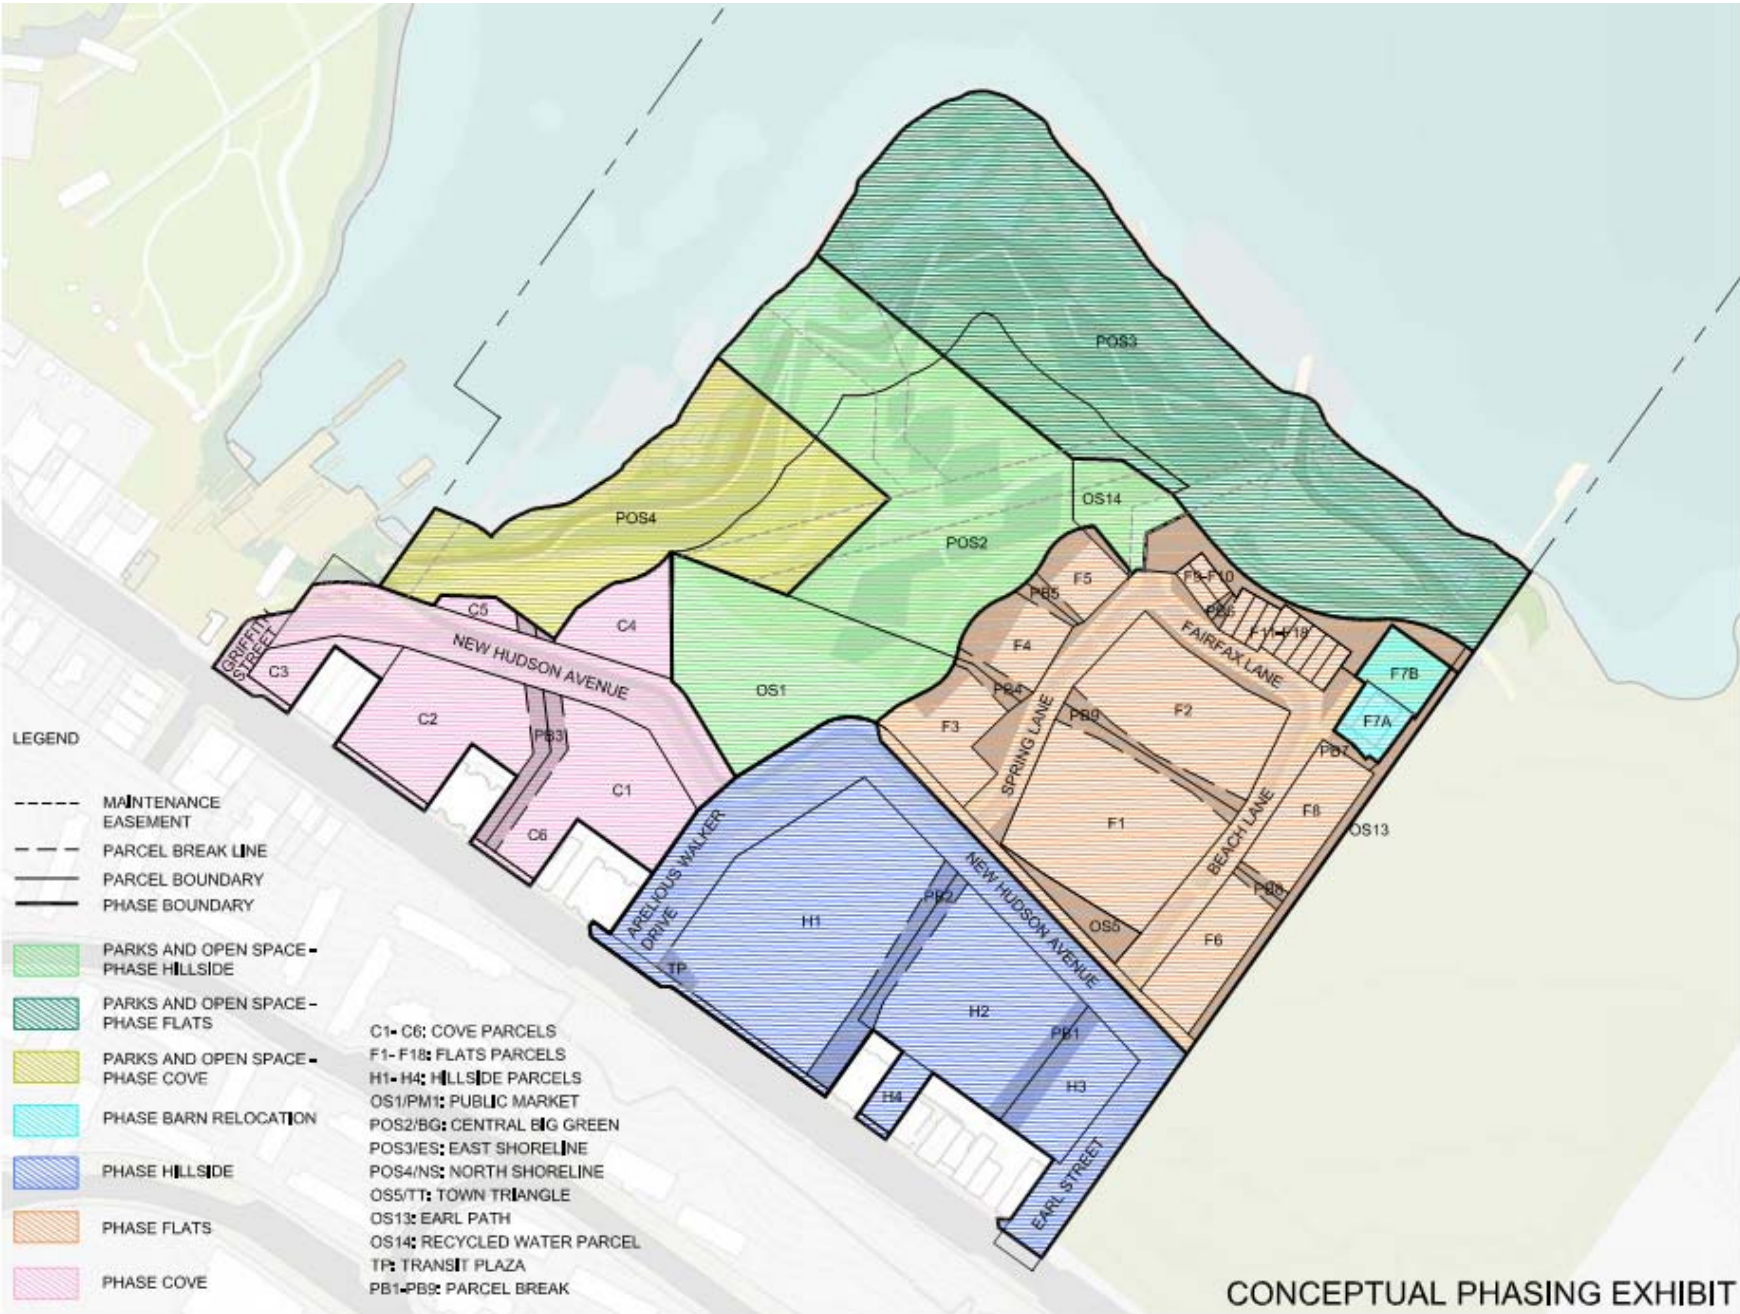 POS3
OS14
POS4
POS2
F5
F9-F10
PB5
PB6
C5
C4
F4
F11-F18
FAIRFAX LANE
GRIFFITH
STREET
NEW HUDSON AVENUE
C3
OS1
PB4
F7B
C2
F3
PB9
F2
F7A
PB3
SPRING LANE
PB7
C1
F1
F8
OS13
C6
BEACH LANE
ARELIOUS WALKER
DRIVE
NEW HUDSON AVENUE
PB2
PB8
H1
OS5
F6
TP
H2
PB1
H4
H3
EARL STREET
LEGEND
MAINTENANCE
EASEMENT
PARCEL BREAK LINE
PARCEL BOUNDARY
PHASE BOUNDARY
PARKS AND OPEN SPACE-
PHASE HILLSIDE
PARKS AND OPEN SPACE-
PHASE FLATS
PARKS AND OPEN SPACE-
PHASE COVE
PHASE BARN RELOCATION
PHASE HILLSIDE
PHASE FLATS
PHASE COVE
C1- C6: COVE PARCELS
F1- F18: FLATS PARCELS
H1- H4: HILLSIDE PARCELS
OS1/PM1: PUBLIC MARKET
POS2/BG: CENTRAL BIG GREEN
POS3/ES: EAST SHORELINE
POS4/NS: NORTH SHORELINE
OS5/TT: TOWN TRIANGLE
OS13: EARL PATH
OS14: RECYCLED WATER PARCEL
TP: TRANSIT PLAZA
PB1-PB9: PARCEL BREAK
CONCEPTUAL PHASING EXHIBIT